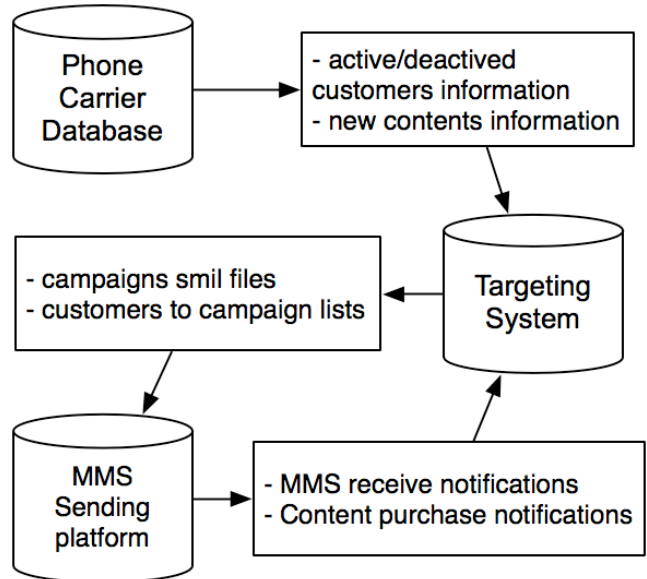 Phone
Carrier
Database
- active/deactived
customers information
- new contents information
Targeting
System
- campaigns smil files
- customers to campaign lists
MMS
Sending
platform
- MMS receive notifications
- Content purchase notifications